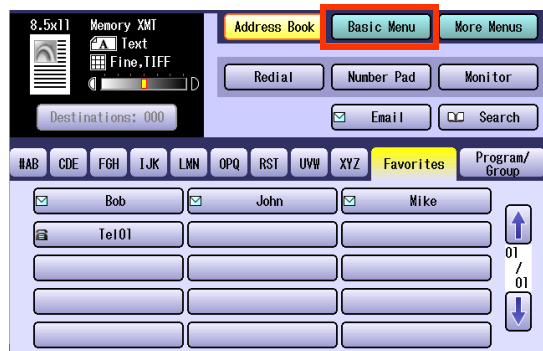 8.5x11 Memory XMT
A Text
Fine,TIFF
D
Destinations: 000
Address Book Basic Menu More Menus
Redial Number Pad Monitor
Email Search
#AB CDE FGH IJK LMN OPQ RST UVW XYZ Favorites Program/
Group
Bob John Mike
Tel01
01
/
01